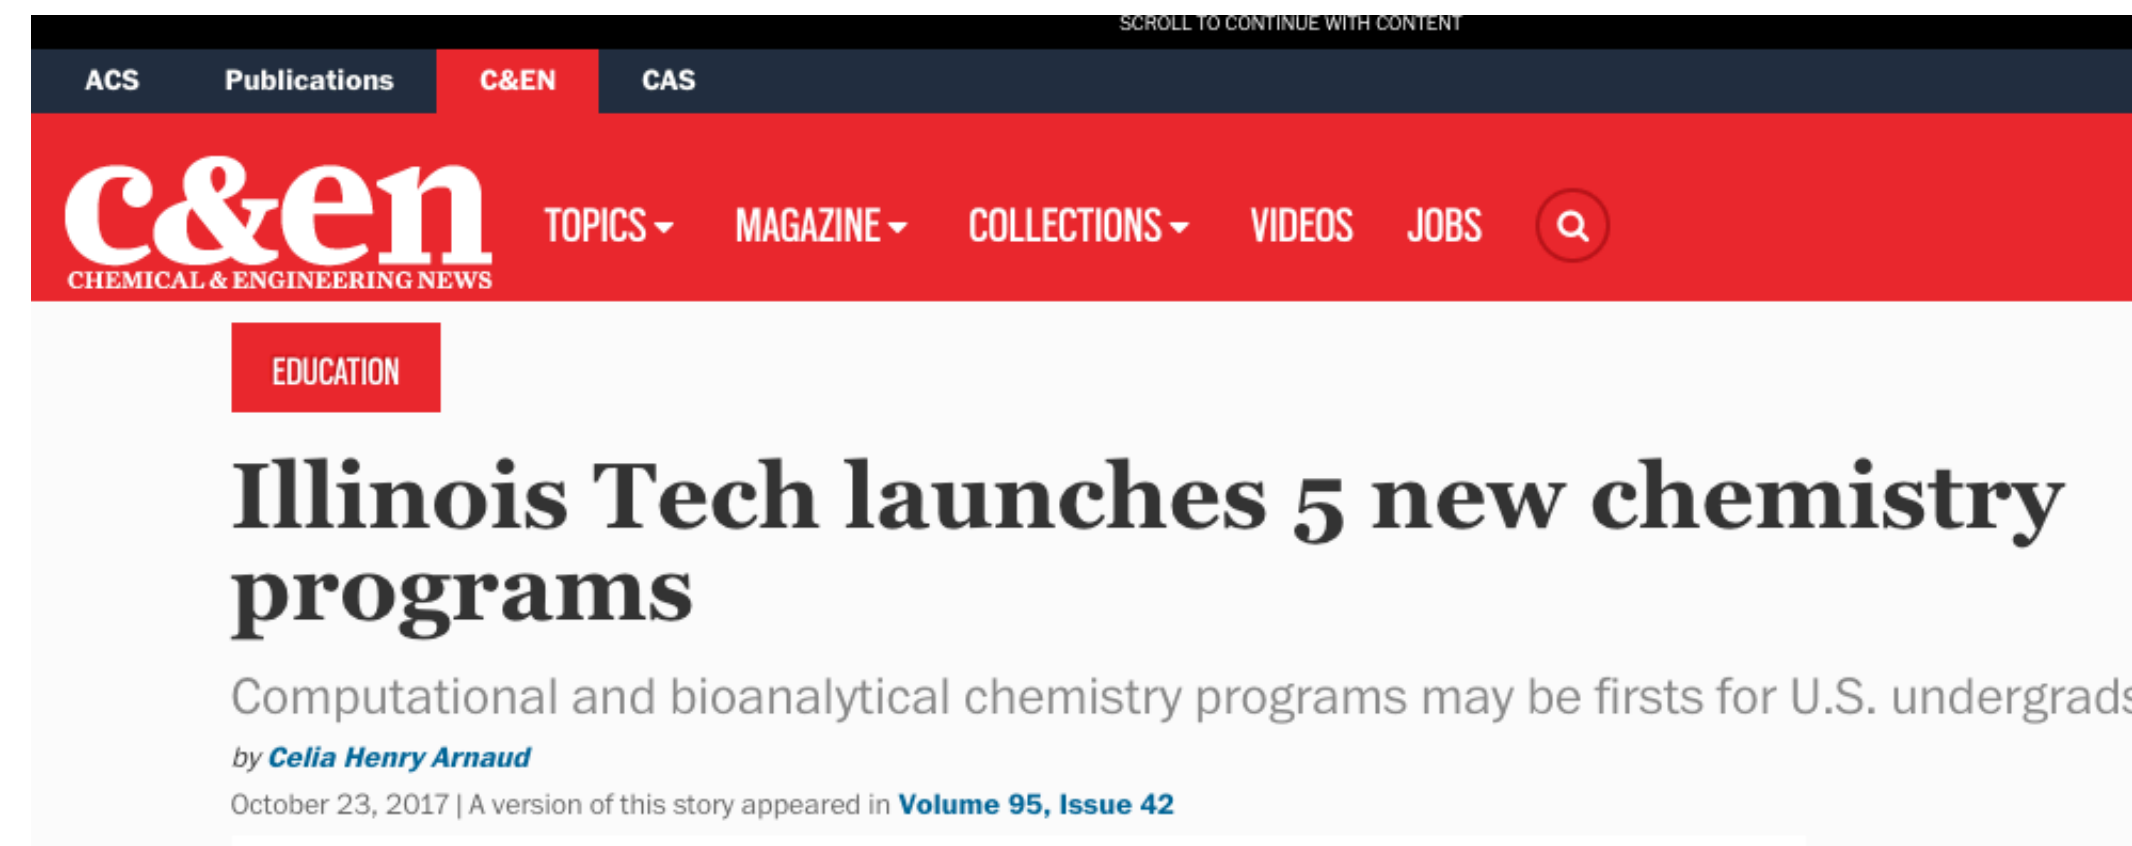 SCROLL TO CONTINUE WITH CONTENT
ACS Publications C&EN CAS
c&en
CHEMICAL & ENGINEERING NEWS
TOPICS MAGAZINE COLLECTIONS VIDEOS JOBS
EDUCATION
Illinois Tech launches 5 new chemistry
programs
Computational and bioanalytical chemistry programs may be firsts for U.S. undergrads
by Celia Henry Arnaud
October 23, 2017 | A version of this story appeared in Volume 95, Issue 42